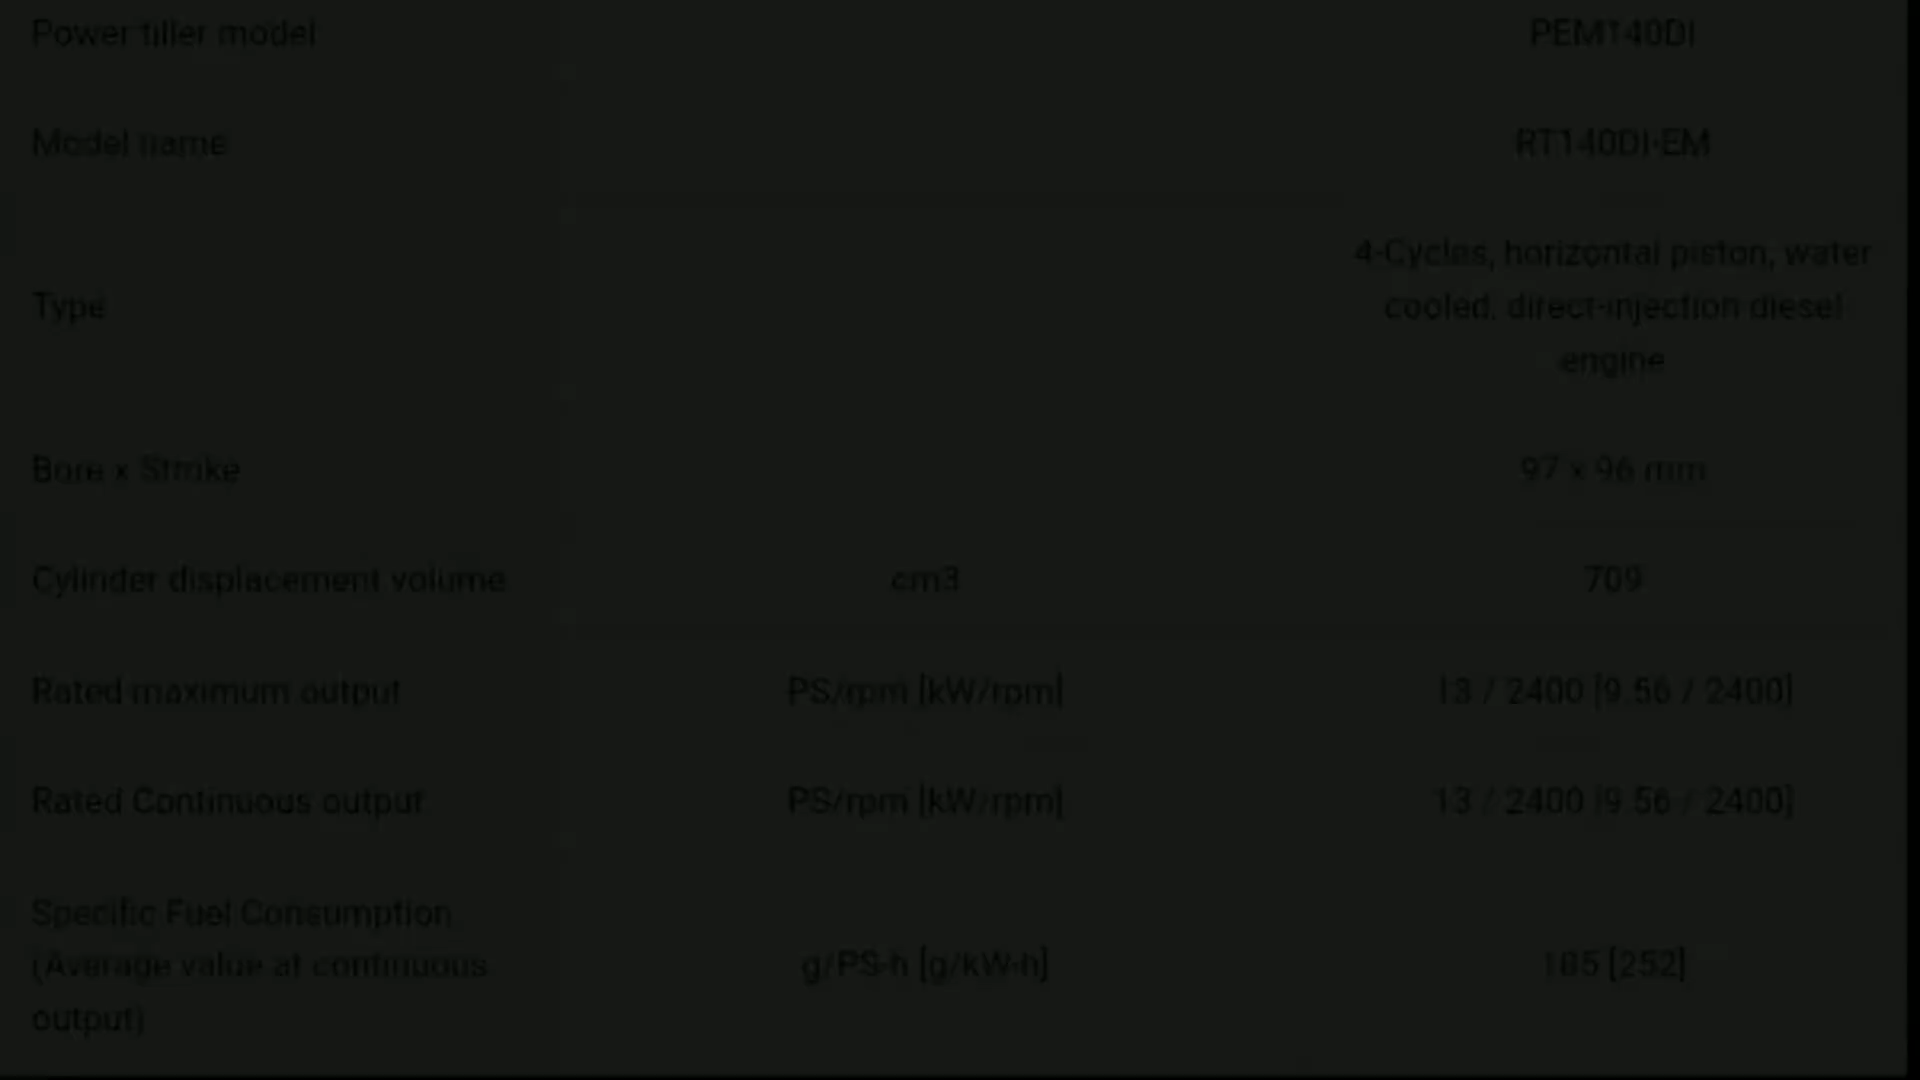 Power tiller model PEM140DI
Model name RT140DI-EM
Type 4-Cycles, horizontal piston, water
cooled, direct-injection diesel
engine
Bore x Stroke 97 x 96 mm
Cylinder displacement volume cm3 709
Rated maximum output PS/rpm [kW/rpm] 13 / 2400 [9.56 / 2400]
Rated Continuous output PS/rpm [kW/rpm] 13 / 2400 [9.56 / 2400]
Specific Fuel Consumption
(Average value at continuous g/PS-h [g/kW-h] 185 [252]
output)